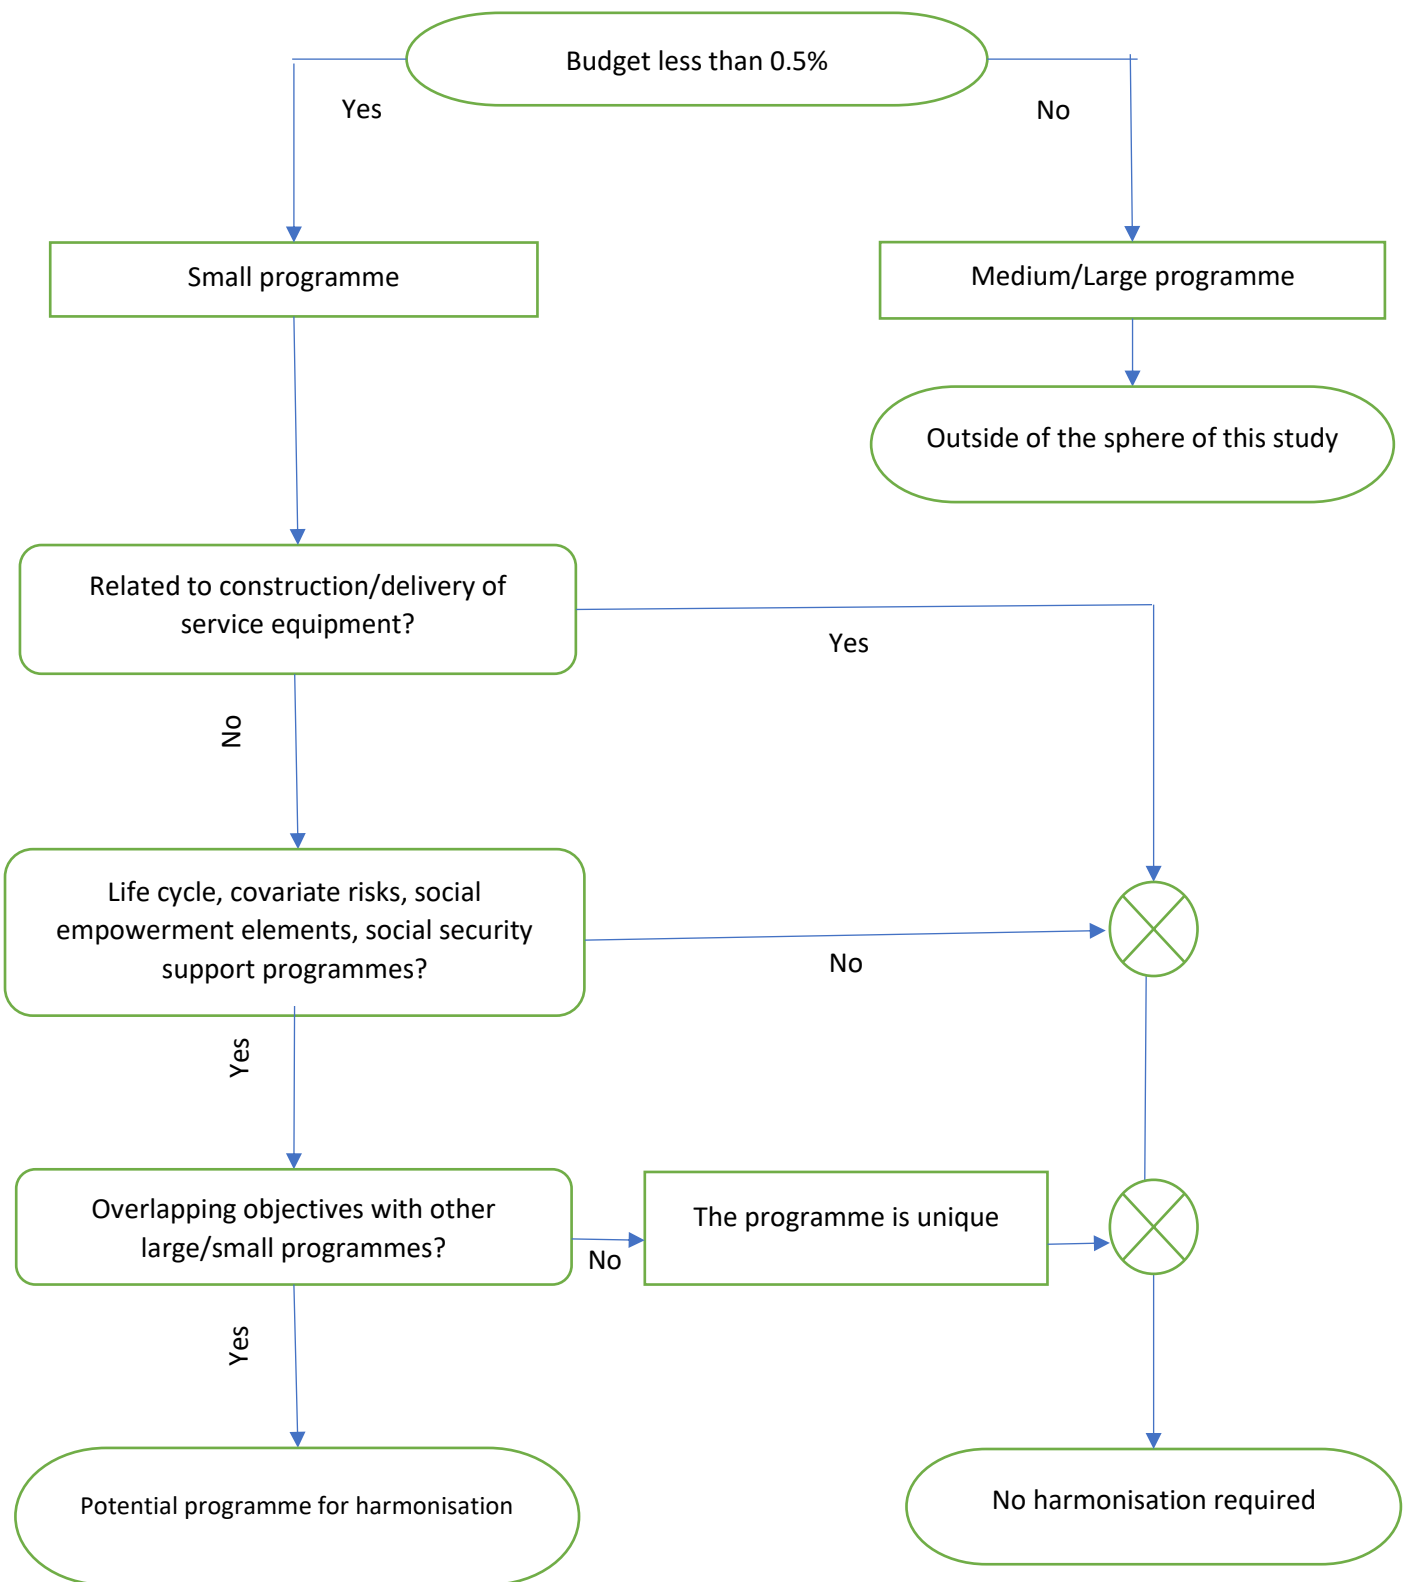 Budget less than 0.5%
Yes
No
Small programme
Medium/Large programme
Outside of the sphere of this study
Related to construction/delivery of
service equipment?
Yes
No
Life cycle, covariate risks, social
empowerment elements, social security
support programmes?
No
Yes
Overlapping objectives with other
large/small programmes?
No
The programme is unique
Yes
Potential programme for harmonisation
No harmonisation required